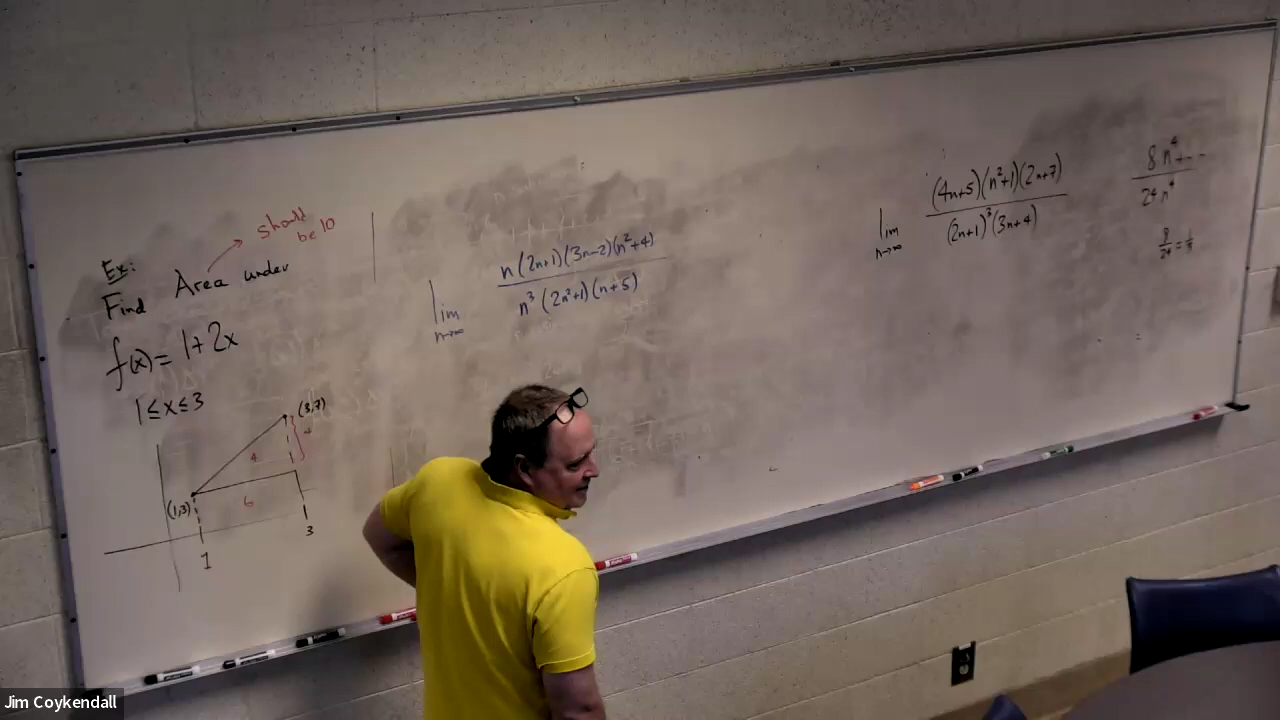 Ex:
Find Area under
should
be 10
f(x) = 1+2x
1≤x≤3
(3,7)
4
4
(1,3)
6
1
3
lim n→∞ n(2n+1)(3n-2)(n²+4)
n³(2n²+1)(n+5)
lim n→∞ (4n+5)(n²+1)(2n+7)
(2n+1)³(3n+4)
8n⁴+--
24n⁴
8/24 = 1/3
Jim Coykendall